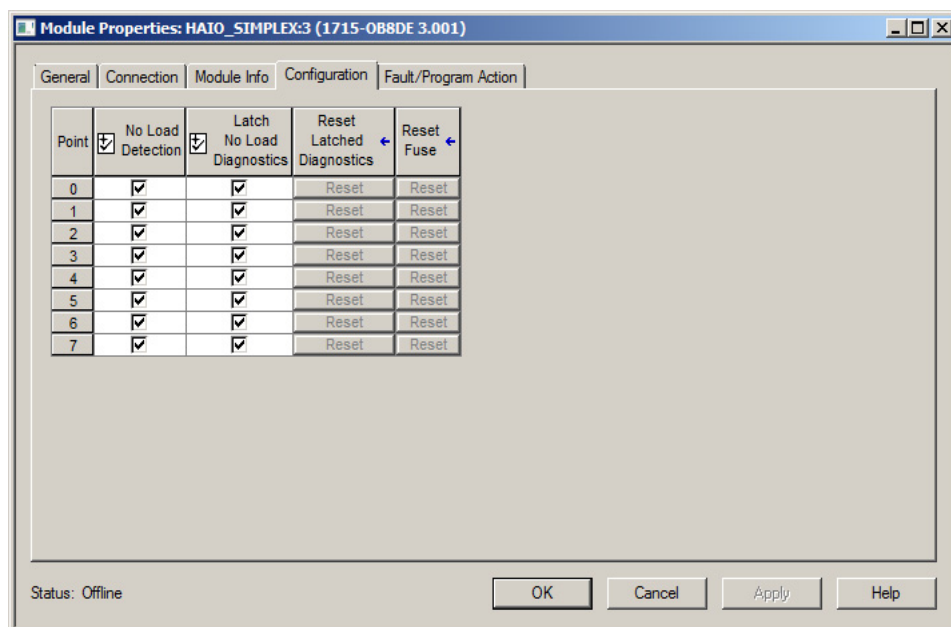 Module Properties: HAIO_SIMPLEX:3 (1715-OB8DE 3.001)
General Connection Module Info Configuration Fault/Program Action
Point No Load Detection Latch No Load Diagnostics Reset Latched Diagnostics Reset Fuse
0 Reset Reset
1 Reset Reset
2 Reset Reset
3 Reset Reset
4 Reset Reset
5 Reset Reset
6 Reset Reset
7 Reset Reset
Status: Offline OK Cancel Apply Help